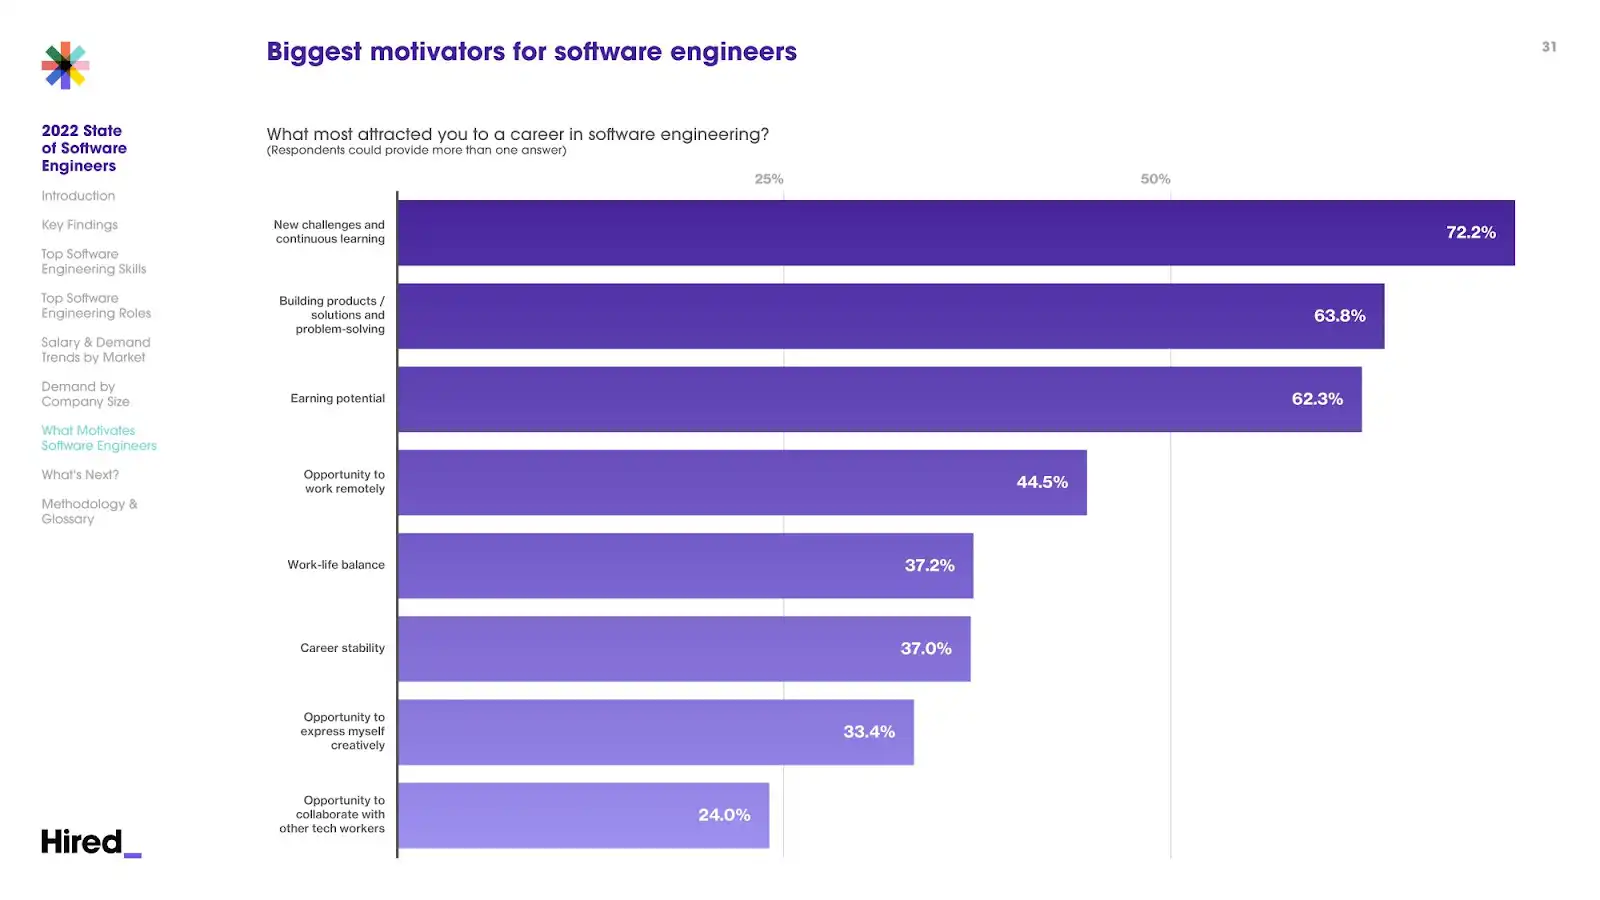 Biggest motivators for software engineers
31
2022 State
of Software
Engineers
Introduction
Key Findings
Top Software
Engineering Skills
Top Software
Engineering Roles
Salary & Demand
Trends by Market
Demand by
Company Size
What Motivates
Software Engineers
What's Next?
Methodology &
Glossary
Hired_
What most attracted you to a career in software engineering?
(Respondents could provide more than one answer)
25%
50%
New challenges and
continuous learning
72.2%
Building products /
solutions and
problem-solving
63.8%
Earning potential
62.3%
Opportunity to
work remotely
44.5%
Work-life balance
37.2%
Career stability
37.0%
Opportunity to
express myself
creatively
33.4%
Opportunity to
collaborate with
other tech workers
24.0%